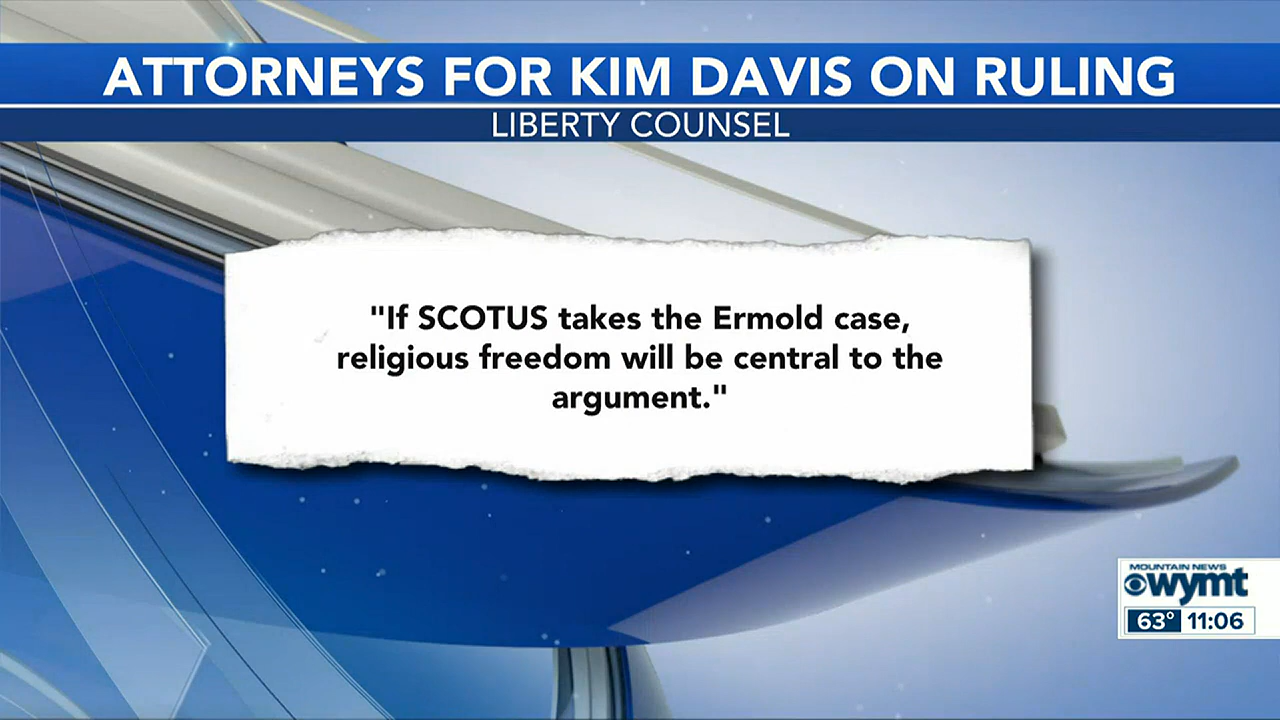 ATTORNEYS FOR KIM DAVIS ON RULING
LIBERTY COUNSEL
"If SCOTUS takes the Ermold case,
religious freedom will be central to the
argument."
MOUNTAIN NEWS
wymt
63° 11:06